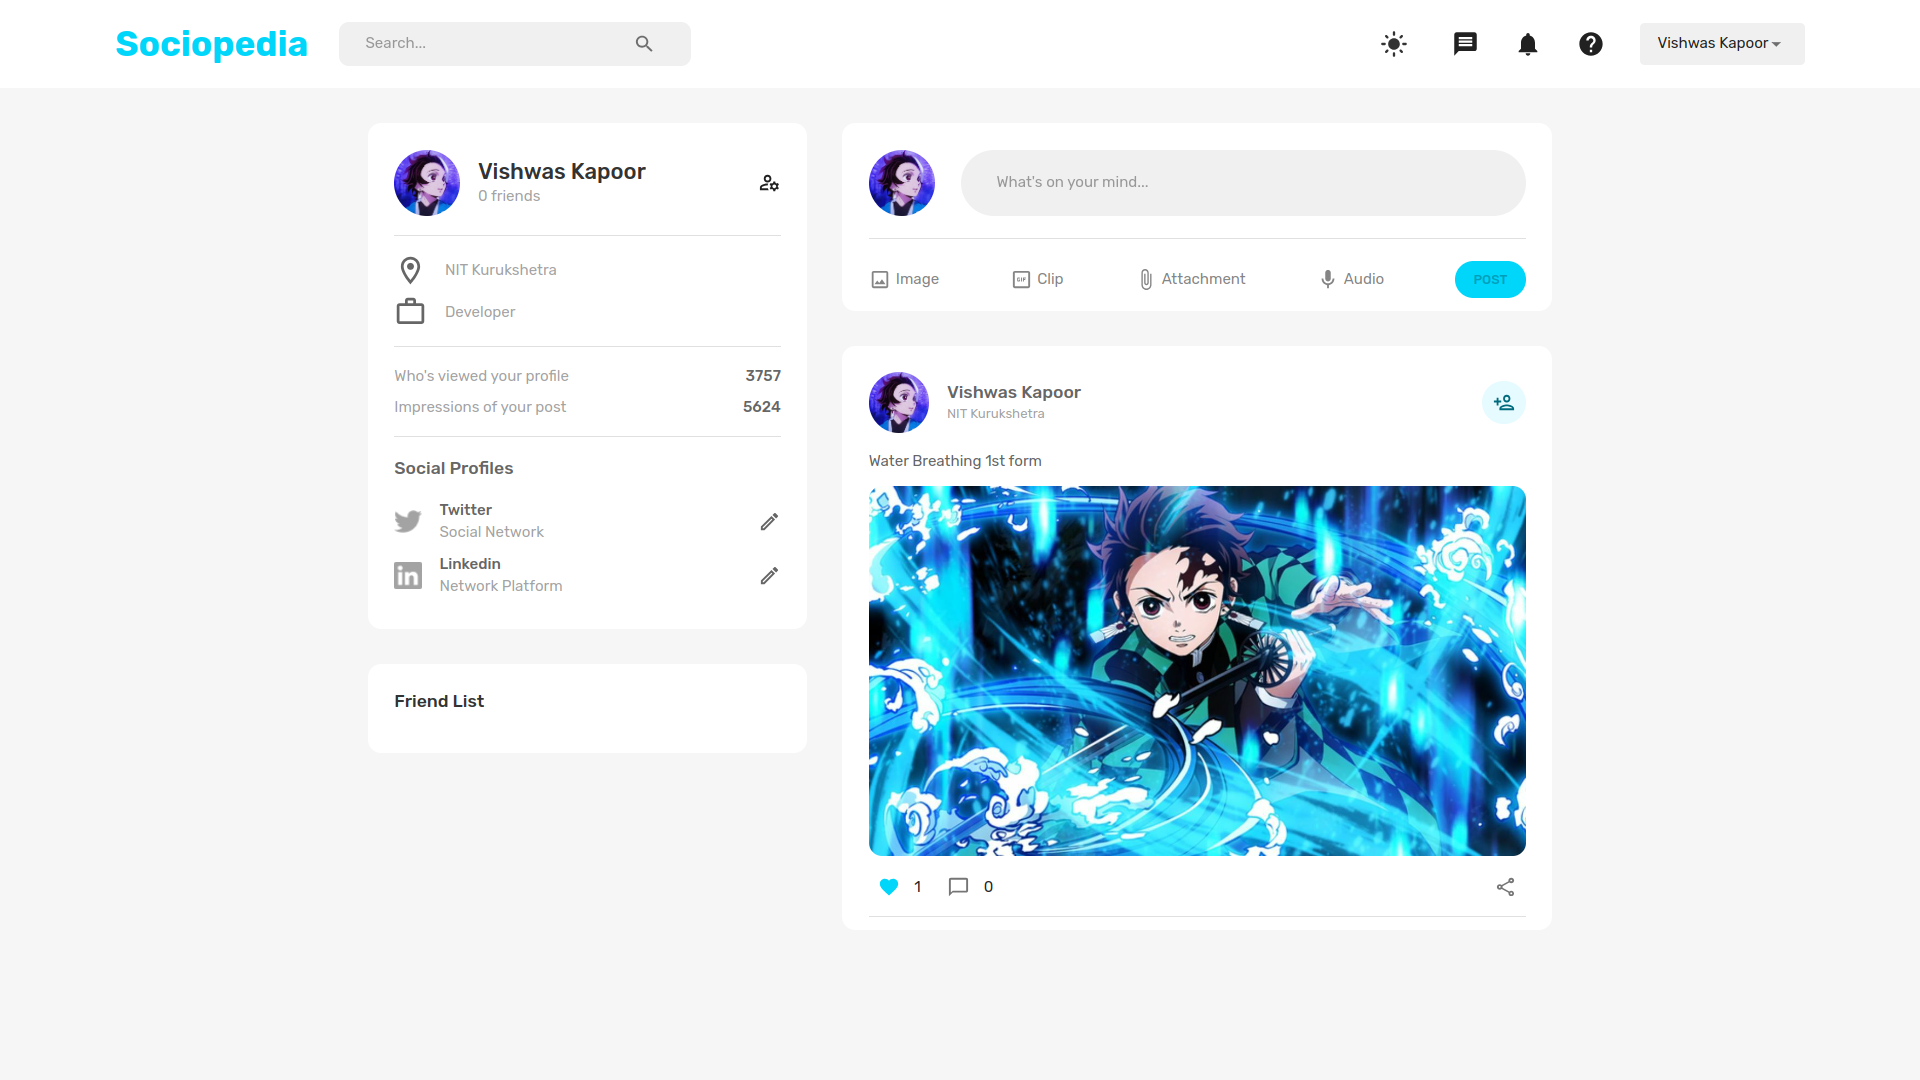 Sociopedia
Search...
Vishwas Kapoor
Vishwas Kapoor
0 friends
NIT Kurukshetra
Developer
Who's viewed your profile 3757
Impressions of your post 5624
Social Profiles
Twitter
Social Network
Linkedin
Network Platform
Friend List
What's on your mind...
Image Clip Attachment Audio POST
Vishwas Kapoor
NIT Kurukshetra
Water Breathing 1st form
1 0